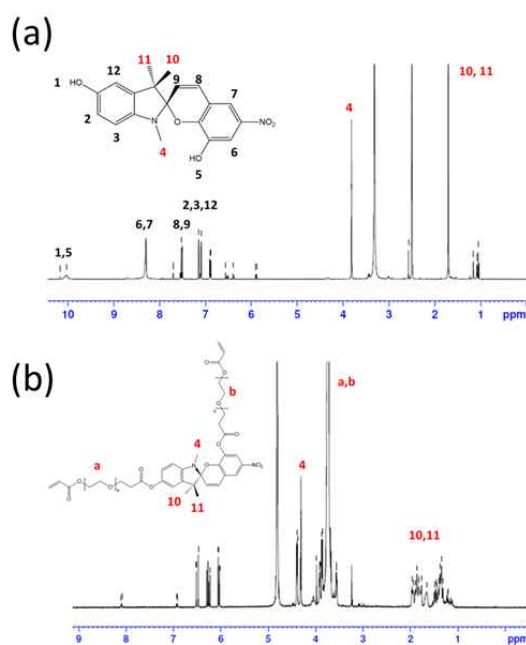 (a)
11 10
HO 12 9 8
1 7
2 N O NO₂
3 4 HO 6
5
10, 11
4
2,3,12
6,7 8,9
1,5
10 9 8 7 6 5 4 3 2 1 ppm
(b)
O
O
b
O
n
a,b
O
O
4
a N O NO₂
O O O O
O n O
10 11
4
10,11
9 8 7 6 5 4 3 2 1 ppm